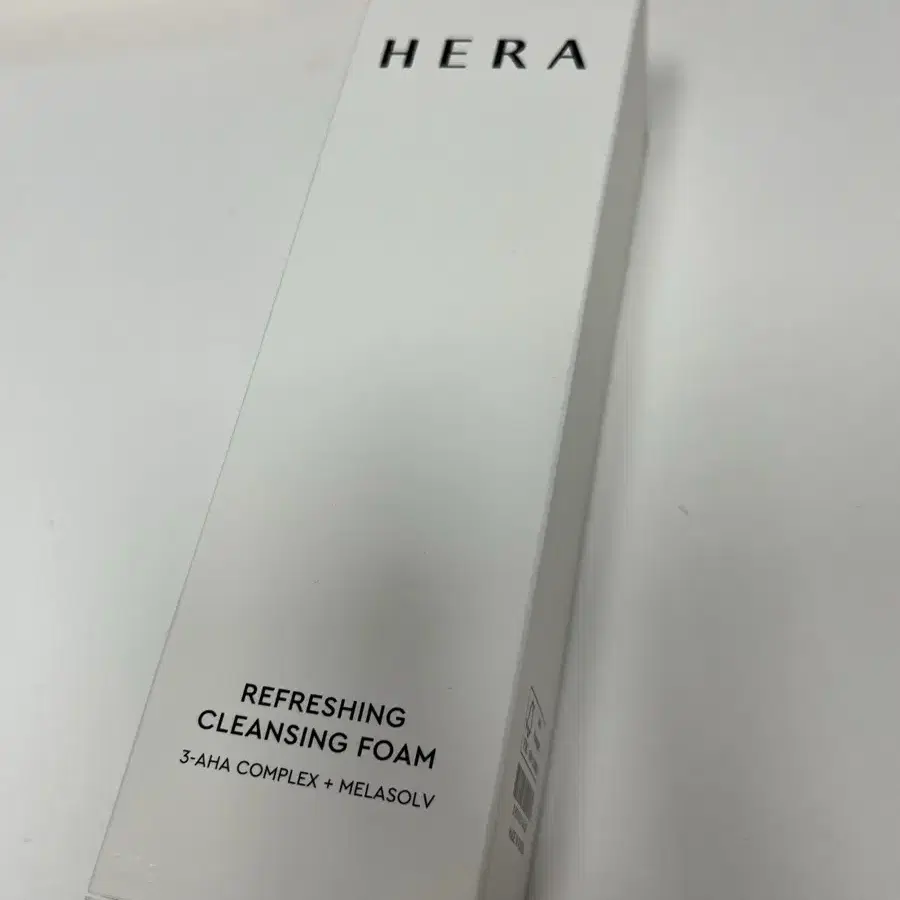 HERA
REFRESHING
CLEANSING FOAM
3-AHA COMPLEX + MELASOLV